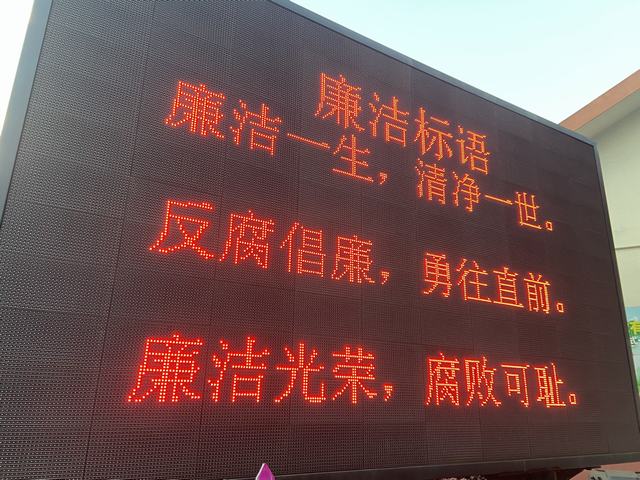 廉洁标语
廉洁一生，清净一世。
反腐倡廉，勇往直前。
廉洁光荣，腐败可耻。